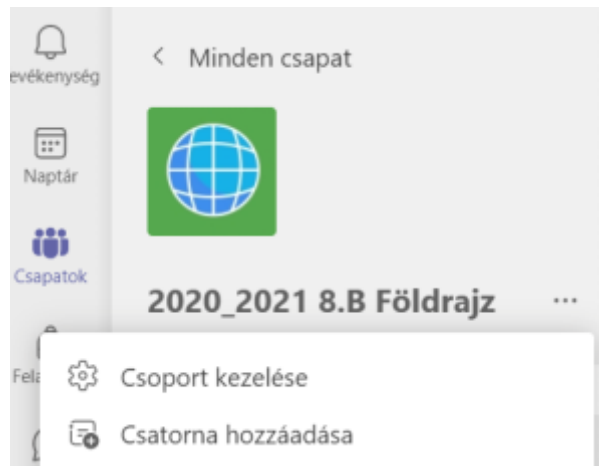 evékenység
Minden csapat
Naptár
Csapatok
2020_2021 8.B Földrajz ...
Fela
Csoport kezelése
Csatorna hozzáadása